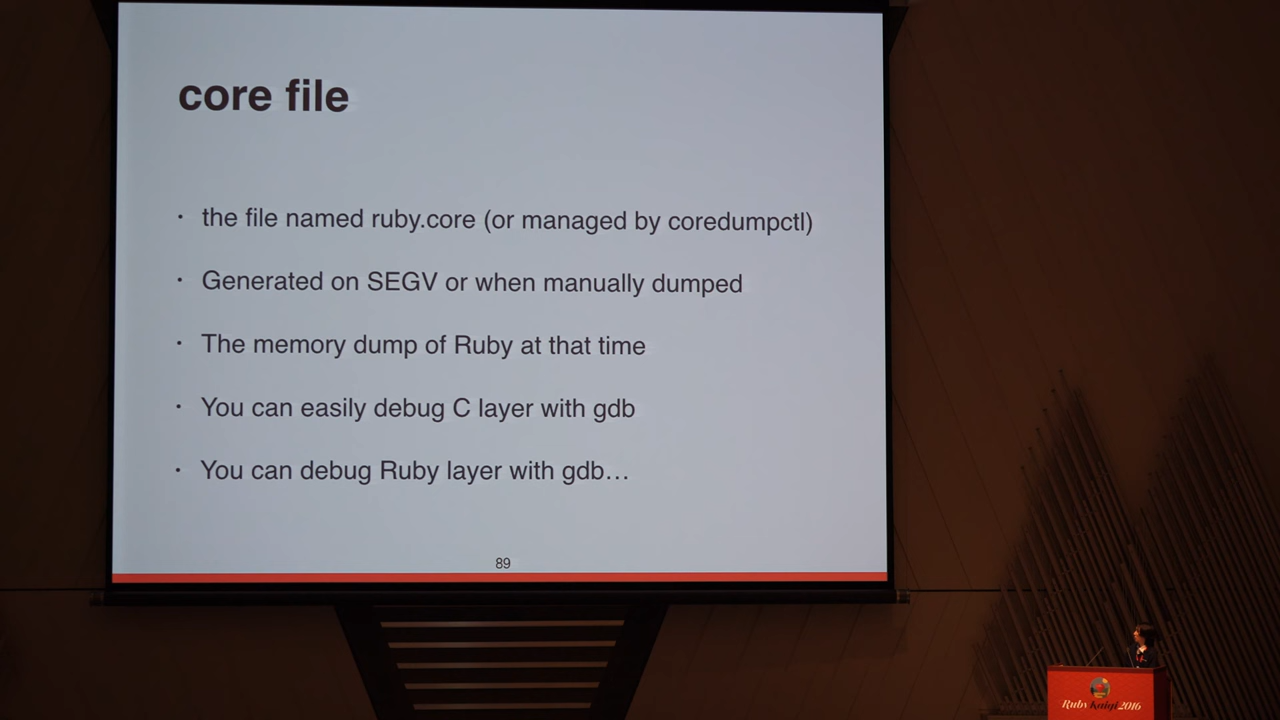 core file
· the file named ruby.core (or managed by coredumpctl)
· Generated on SEGV or when manually dumped
· The memory dump of Ruby at that time
· You can easily debug C layer with gdb
· You can debug Ruby layer with gdb…
89
RubyKaigi 2016